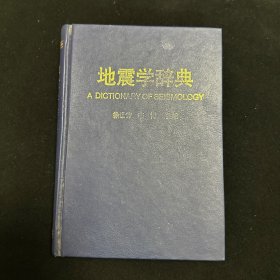 地震学辞典
A DICTIONARY OF SEISMOLOGY